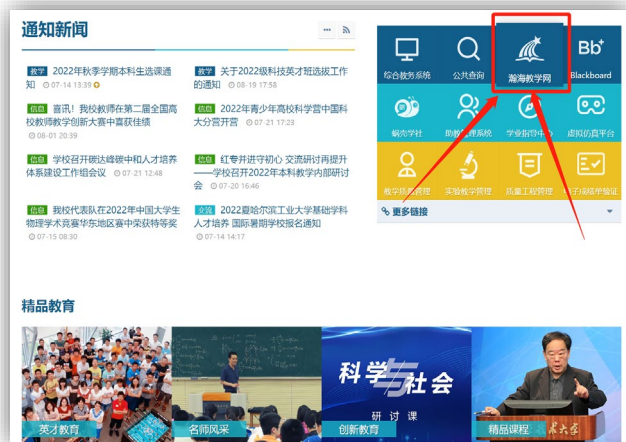 通知新闻
教学 2022年秋季学期本科生选课通
知 07-14 13:39
信息 喜讯！我校教师在第二届全国高
校教师教学创新大赛中喜获佳绩
08-01 20:39
信息 学校召开碳达峰碳中和人才培养
体系建设工作组会议 07-21 12:48
信息 我校代表队在2022年中国大学生
物理学术竞赛华东地区赛中荣获特等奖
07-15 08:30
教学 关于2022级科技英才班选拔工作
的通知 08-19 17:58
信息 2022年青少年高校科学营中国科
大分营开营 07-21 17:23
信息 红专并进守初心 交流研讨再提升
——学校召开2022年本科教学内部研讨
会 07-20 16:46
交流 2022夏哈尔滨工业大学基础学科
人才培养 国际暑期学校报名通知
07-14 14:17
综合教务系统
公共查询
瀚海教学网
Bb+
Blackboard
蜗壳学社
助教管理系统
学业指导中心
虚拟仿真平台
教学质量管理
实验教学管理
质量工程管理
电子成绩单验证
更多链接
精品教育
英才教育
名师风采
科学与社会
研讨课
创新教育
精品课程